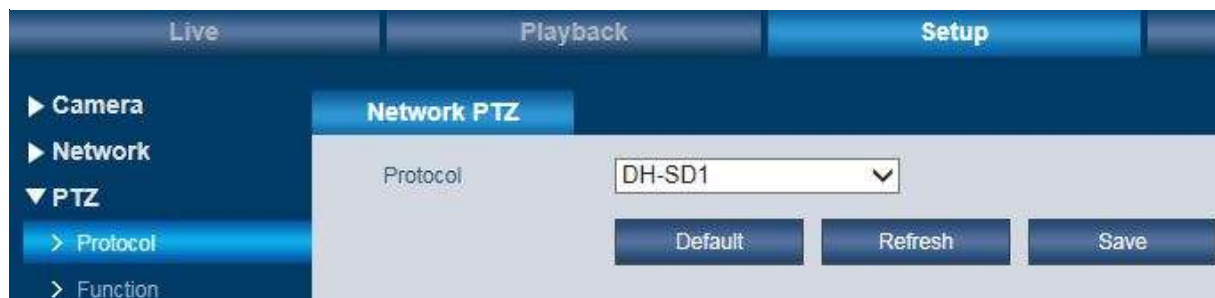 Live Playback Setup
Camera
Network PTZ
Network
Protocol DH-SD1
PTZ
Protocol
Default Refresh Save
Function